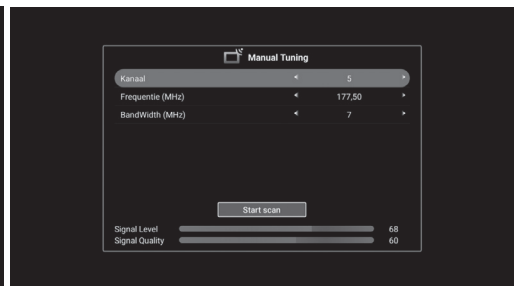 Manual Tuning
Kanaal < 5 >
Frequentie (MHz) < 177,50 >
BandWidth (MHz) < 7 >
Start scan
Signal Level 68
Signal Quality 60